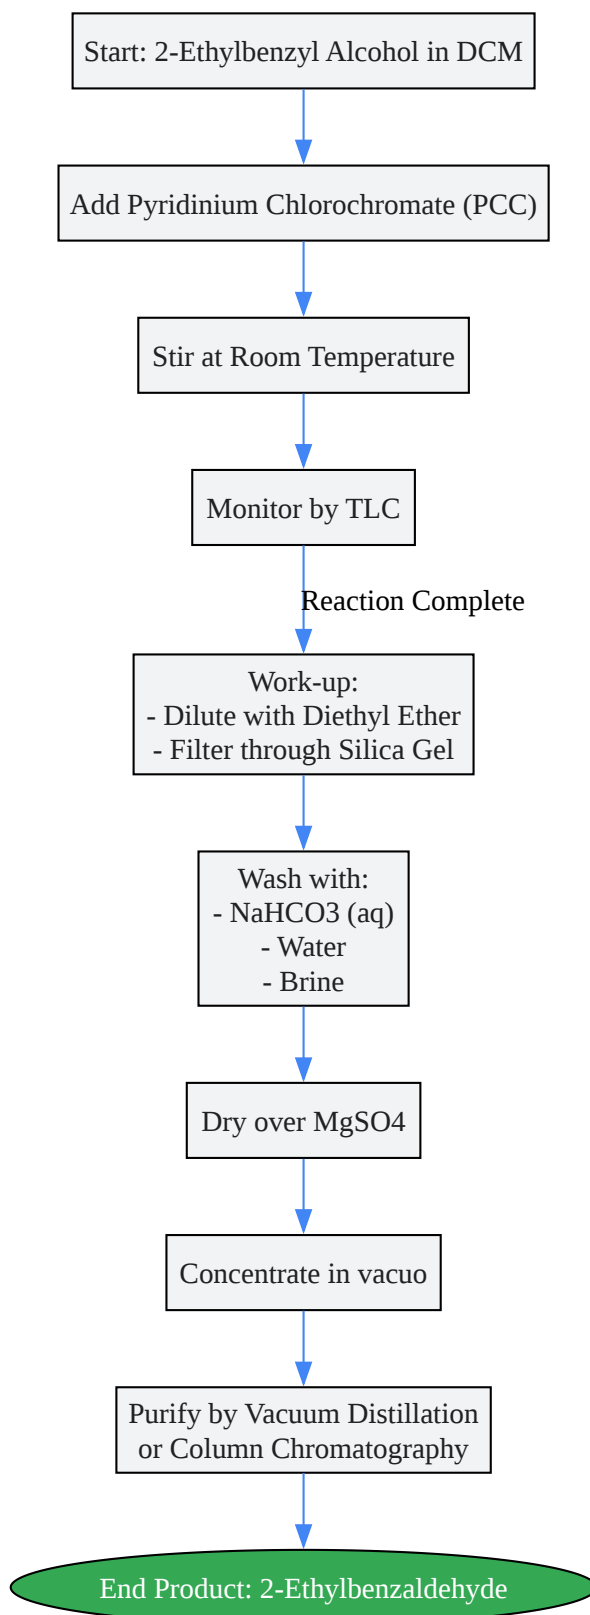 Start: 2-Ethylbenzyl Alcohol in DCM
Add Pyridinium Chlorochromate (PCC)
Stir at Room Temperature
Monitor by TLC
Reaction Complete
Work-up:
- Dilute with Diethyl Ether
- Filter through Silica Gel
Wash with:
- NaHCO3 (aq)
- Water
- Brine
Dry over MgSO4
Concentrate in vacuo
Purify by Vacuum Distillation
or Column Chromatography
End Product: 2-Ethylbenzaldehyde